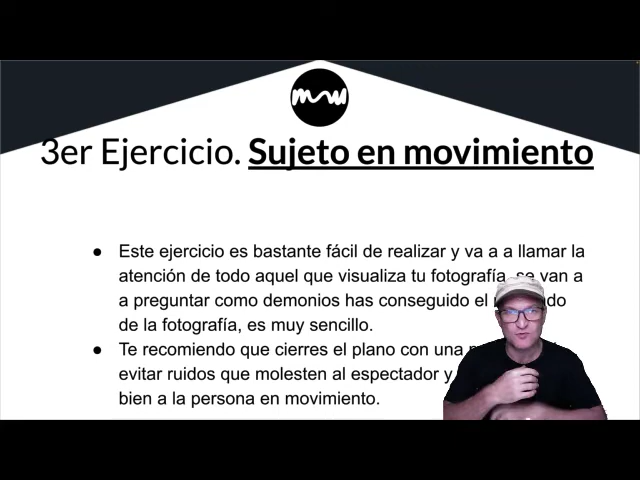 msw
3er Ejercicio. Sujeto en movimiento
● Este ejercicio es bastante fácil de realizar y va a a llamar la
atención de todo aquel que visualiza tu fotografía, se van a
a preguntar como demonios has conseguido el
de la fotografía, es muy sencillo.
● Te recomiendo que cierres el plano con una
evitar ruidos que molesten al espectador y
bien a la persona en movimiento.